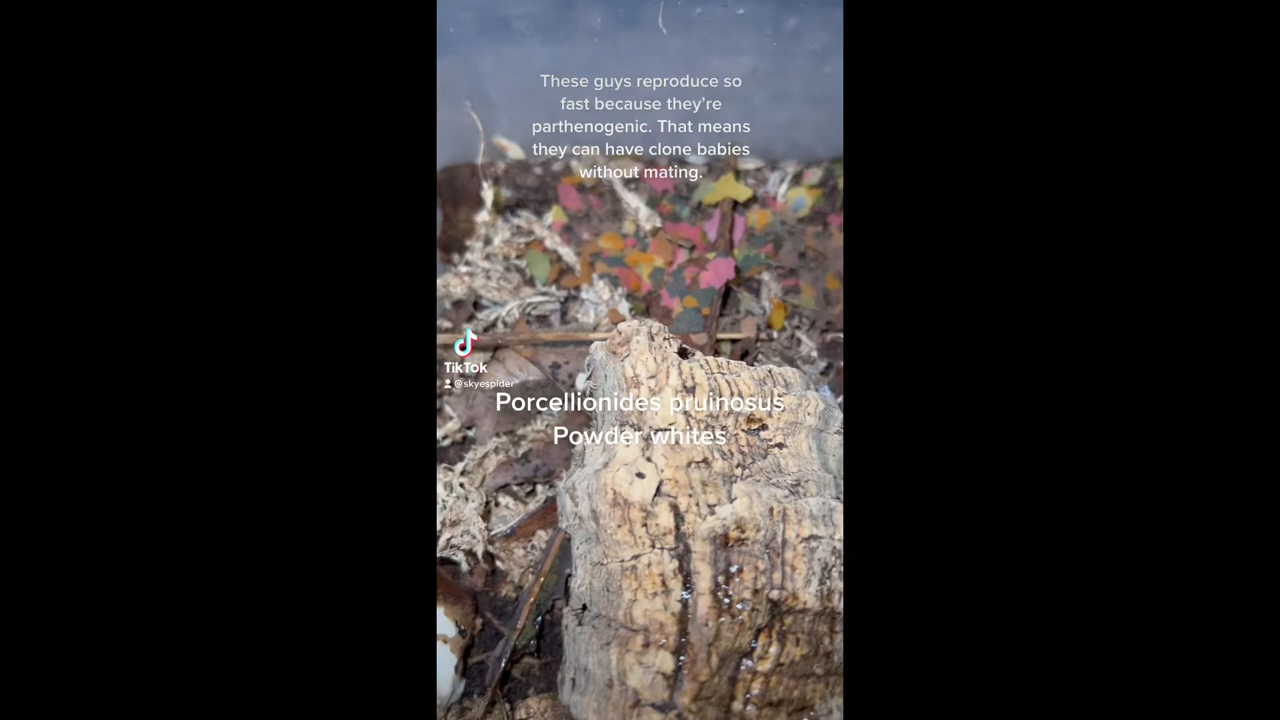 These guys reproduce so
fast because they're
parthenogenic. That means
they can have clone babies
without mating.
TikTok
@skyespider
Porcellionides pruinosus
Powder whites